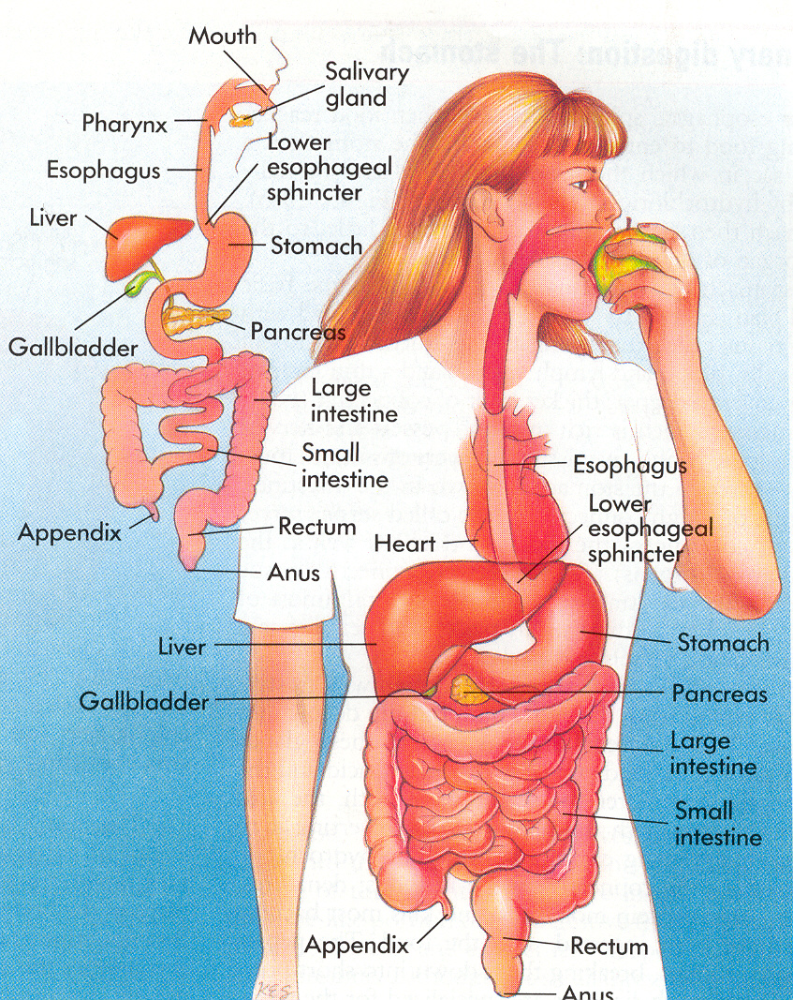 Mouth
Salivary
gland
Pharynx
Lower
esophageal
sphincter
Esophagus
Liver
Stomach
Gallbladder
Pancreas
Large
intestine
Small
intestine
Appendix
Rectum
Anus
Esophagus
Lower
esophageal
sphincter
Heart
Liver
Stomach
Gallbladder
Pancreas
Large
intestine
Small
intestine
Appendix
Rectum
Anus
KES